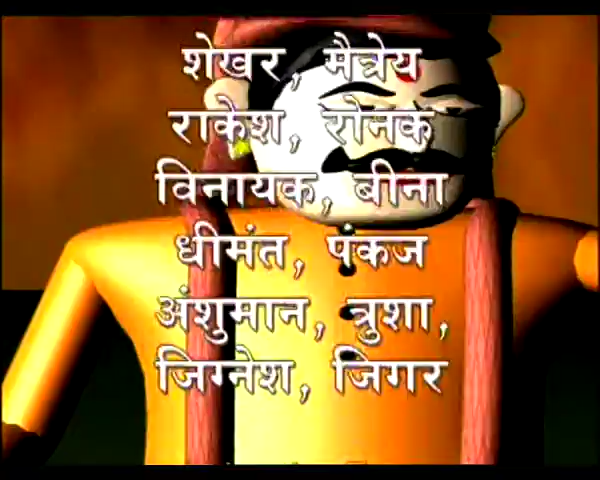 शेखर, मैत्रेय
राकेश, रोनक
विनायक, बीना
धीमंत, पंकज
अंशुमान, त्रुशा,
जिग्नेश, जिगर